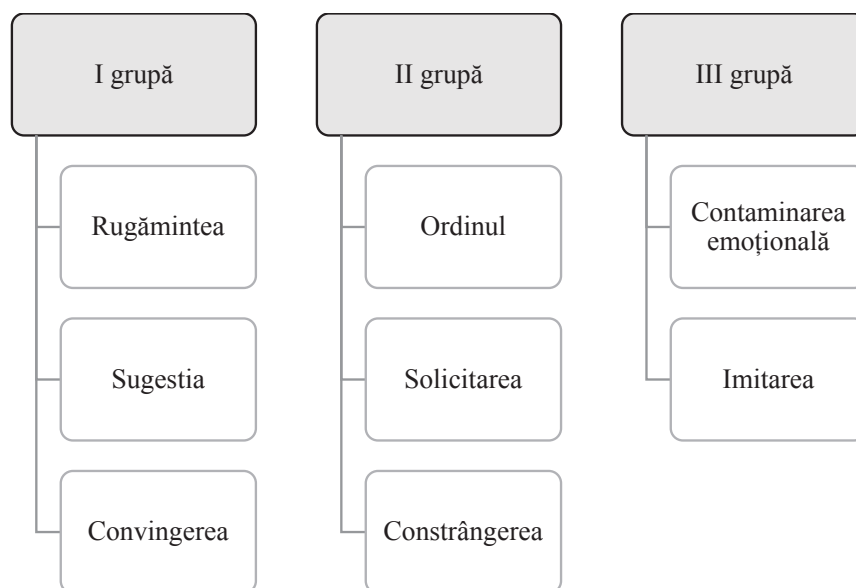 I grupă
Rugămintea
Sugestia
Convingerea
II grupă
Ordinul
Solicitarea
Constrângerea
III grupă
Contaminarea
emoțională
Imitarea